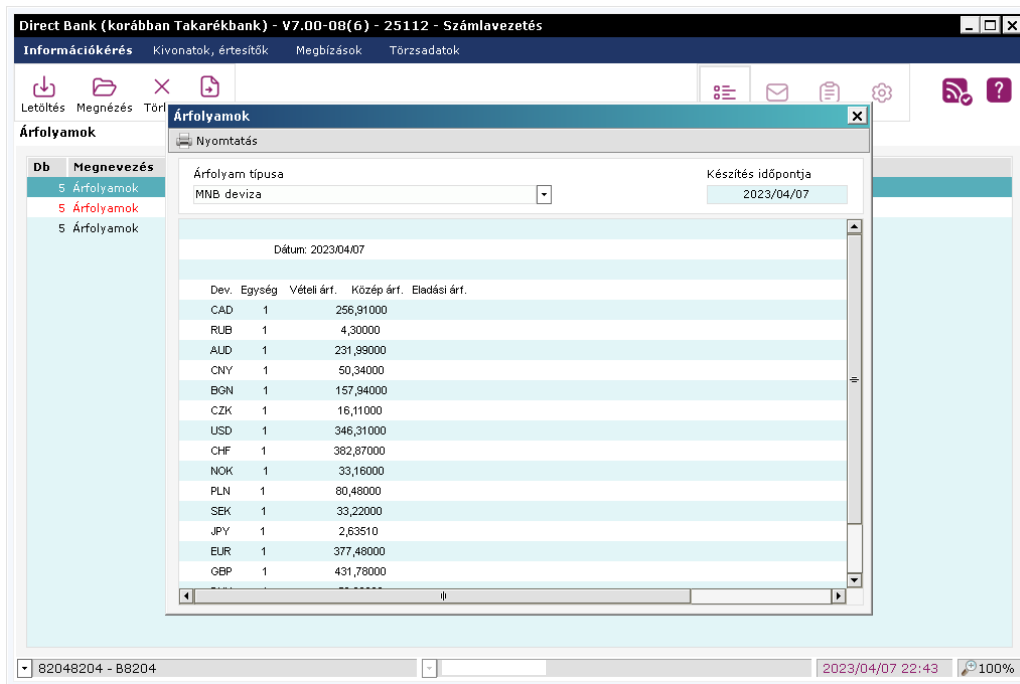 Direct Bank (korábban Takarékbank) - V7.00-08(6) - 25112 - Számlavezetés
Információkérés Kivonatok, értesítők Megbízások Törzsadatok
Letöltés Megnézés
Árfolyamok
Db Megnevezés
5 Árfolyamok
5 Árfolyamok
5 Árfolyamok
Árfolyamok
Nyomtatás
Árfolyam típusa Készítés időpontja
MNB deviza 2023/04/07
Dátum: 2023/04/07
Dev. Egység Vételi árf. Közép árf. Eladási árf.
CAD 1 256,91000
RUB 1 4,30000
AUD 1 231,99000
CNY 1 50,34000
BGN 1 157,94000
CZK 1 16,11000
USD 1 346,31000
CHF 1 382,87000
NOK 1 33,16000
PLN 1 80,48000
SEK 1 33,22000
JPY 1 2,63510
EUR 1 377,48000
GBP 1 431,78000
82048204 - B8204 2023/04/07 22:43 100%